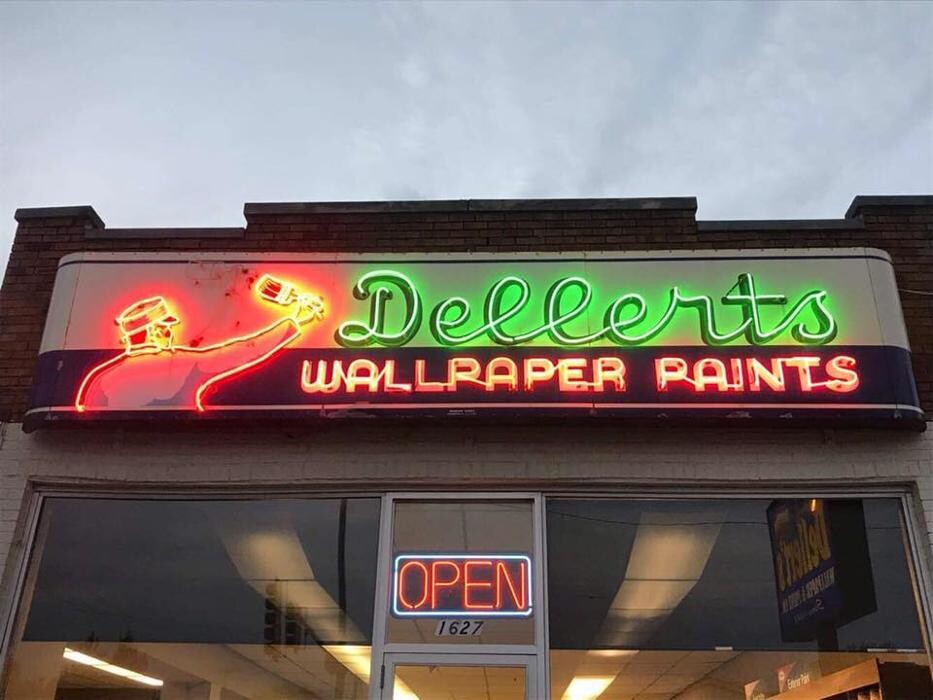 Dellerts
WALLPAPER PAINTS
OPEN
1627